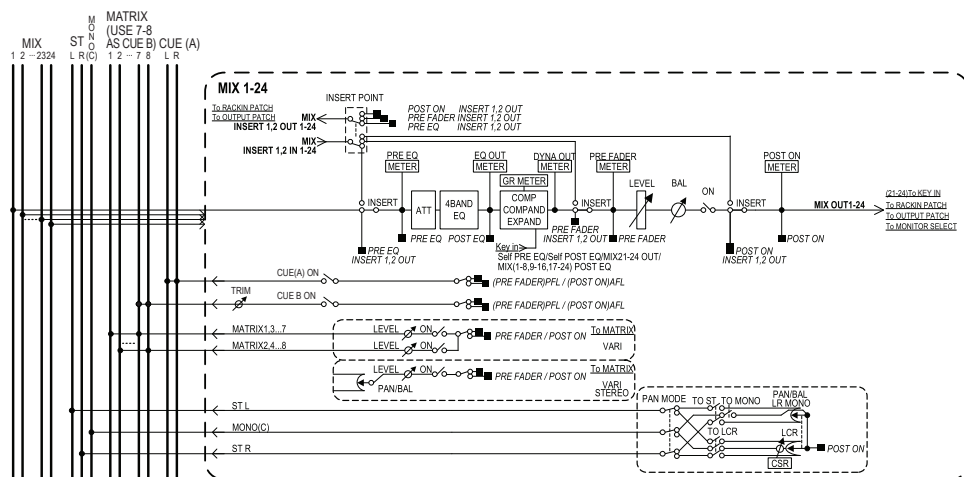 MIX
1 2 ··· 2324
ST
L R
MONO
(C)
MATRIX
(USE 7-8
AS CUE B)
1 2 ··· 7 8
CUE (A)
L R
MIX 1-24
INSERT POINT
To RACKIN PATCH
To OUTPUT PATCH
MIX
INSERT 1,2 OUT 1-24
MIX
INSERT 1,2 IN 1-24
POST ON INSERT 1,2 OUT
PRE FADER INSERT 1,2 OUT
PRE EQ INSERT 1,2 OUT
PRE EQ
METER
EQ OUT
METER
DYNA OUT
METER
PRE FADER
METER
POST ON
METER
GR METER
INSERT
ATT
4BAND
EQ
COMP
COMPAND
EXPAND
INSERT
LEVEL
BAL
ON
INSERT
MIX OUT1-24
(21-24)To KEY IN
To RACKIN PATCH
To OUTPUT PATCH
To MONITOR SELECT
PRE EQ
INSERT 1,2 OUT
PRE EQ
POST EQ
PRE FADER
INSERT 1,2 OUT
PRE FADER
POST ON
INSERT 1,2 OUT
POST ON
Key in
Self PRE EQ/Self POST EQ/MIX21-24 OUT/
MIX(1-8,9-16,17-24) POST EQ
CUE(A) ON
(PRE FADER)PFL / (POST ON)AFL
TRIM
CUE B ON
(PRE FADER)PFL / (POST ON)AFL
MATRIX1,3...7
LEVEL
ON
PRE FADER / POST ON
To MATRIX
VARI
MATRIX2,4...8
LEVEL
ON
LEVEL
ON
PAN/BAL
PRE FADER / POST ON
To MATRIX
VARI
STEREO
ST L
MONO(C)
ST R
PAN MODE
TO ST
TO MONO
PAN/BAL
LR MONO
TO LCR
LCR
CSR
POST ON